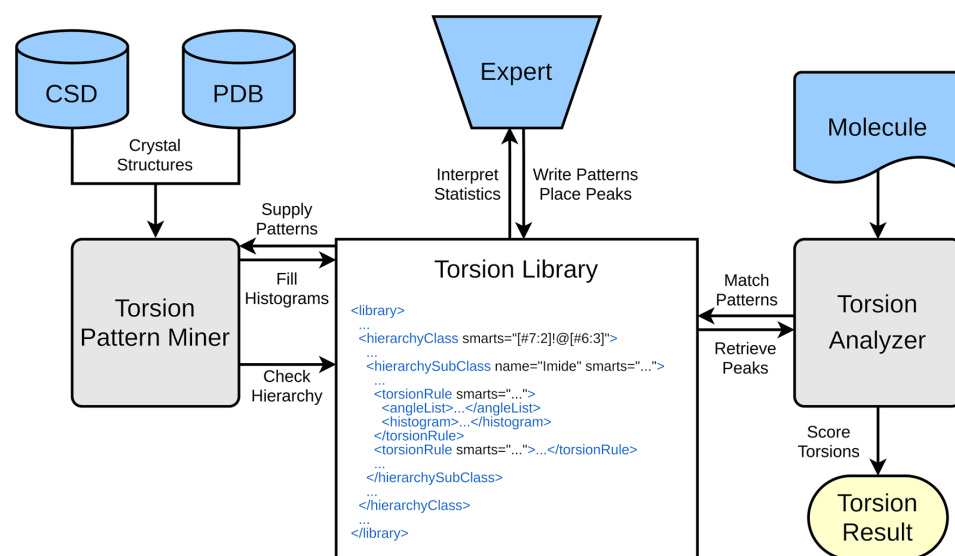 CSD
PDB
Expert
Molecule
Crystal
Structures
Interpret
Statistics
Write Patterns
Place Peaks
Supply
Patterns
Fill
Histograms
Check
Hierarchy
Torsion
Pattern Miner
Torsion Library
<library>
...
<hierarchyClass smarts="[#7:2]!@[#6:3]">
...
<hierarchySubClass name="Imide" smarts="...">
...
<torsionRule smarts="...">
<angleList>...</angleList>
<histogram>...</histogram>
</torsionRule>
<torsionRule smarts="...">...</torsionRule>
...
</hierarchySubClass>
...
</hierarchyClass>
...
</library>
Match
Patterns
Retrieve
Peaks
Torsion
Analyzer
Score
Torsions
Torsion
Result